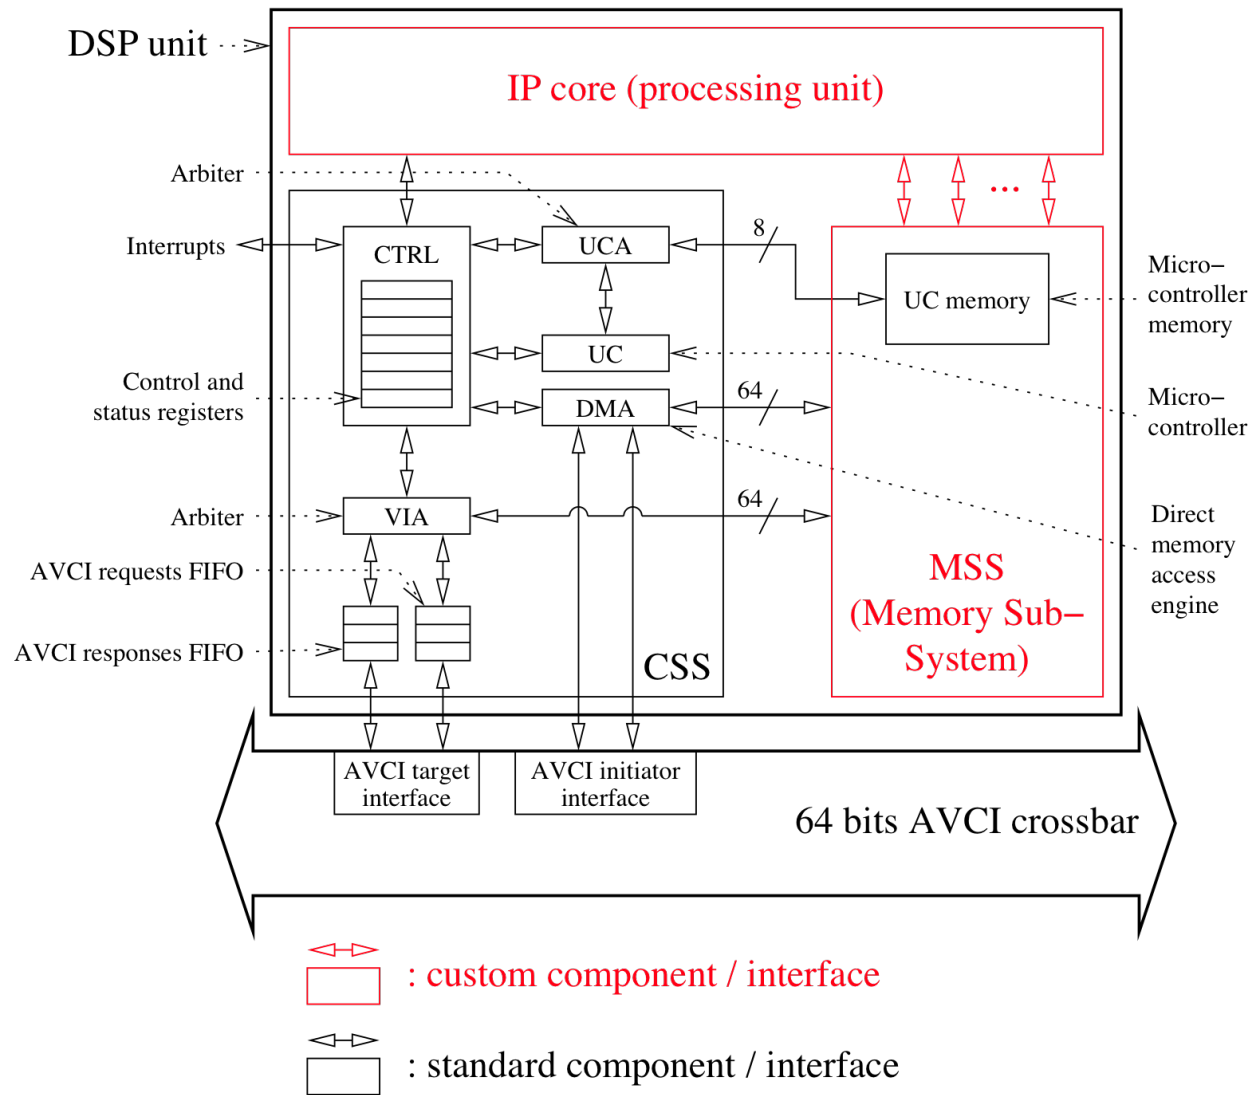 DSP unit
IP core (processing unit)
Arbiter
Interrupts
CTRL
UCA
8
UC memory
Micro–
controller
memory
UC
Control and
status registers
DMA
64
Micro–
controller
Arbiter
VIA
64
Direct
memory
access
engine
AVCI requests FIFO
AVCI responses FIFO
MSS
(Memory Sub–
System)
...
CSS
AVCI target
interface
AVCI initiator
interface
64 bits AVCI crossbar
: custom component / interface
: standard component / interface